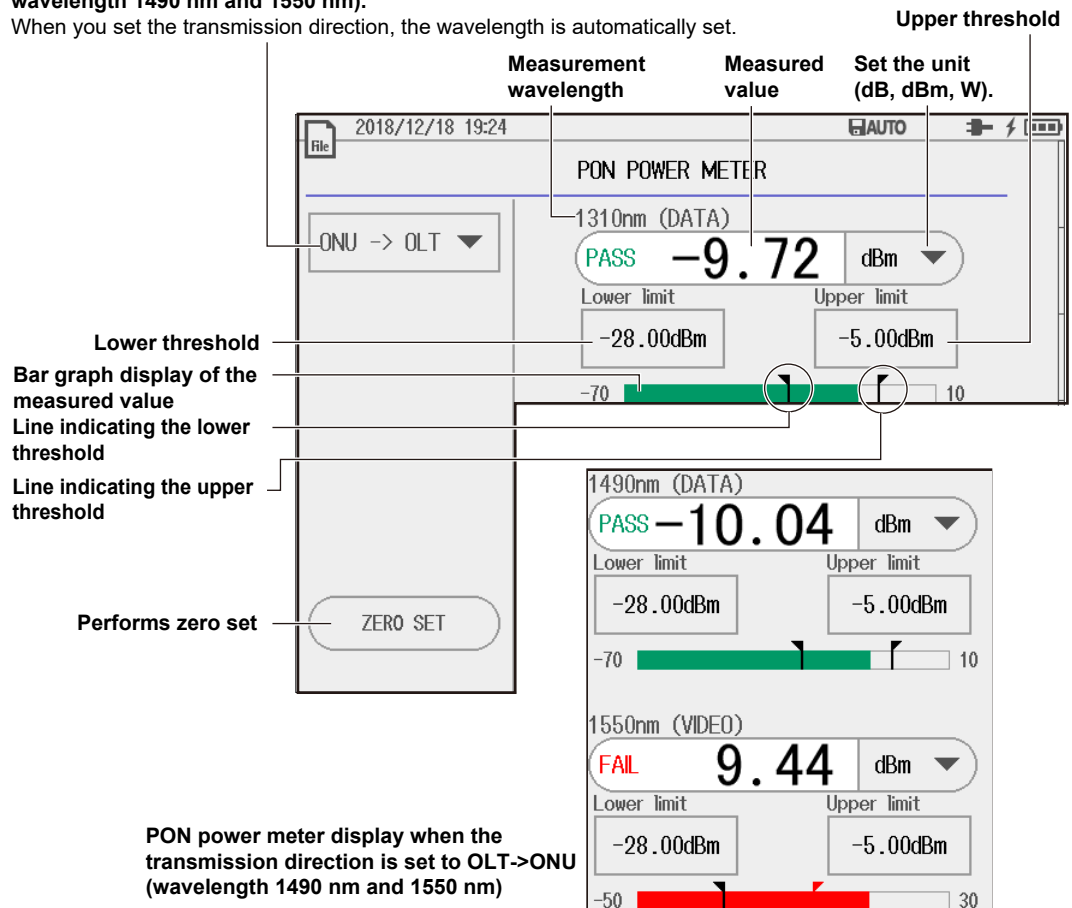 wavelength 1490 nm and 1550 nm).
When you set the transmission direction, the wavelength is automatically set.
Upper threshold
Measurement
wavelength
Measured
value
Set the unit
(dB, dBm, W).
File
2018/12/18 19:24
AUTO
PON POWER METER
ONU -> OLT
1310nm (DATA)
PASS -9.72 dBm
Lower limit
Upper limit
-28.00dBm
-5.00dBm
-70
10
Lower threshold
Bar graph display of the
measured value
Line indicating the lower
threshold
Line indicating the upper
threshold
Performs zero set
ZERO SET
1490nm (DATA)
PASS -10.04 dBm
Lower limit
Upper limit
-28.00dBm
-5.00dBm
-70
10
1550nm (VIDEO)
FAIL 9.44 dBm
Lower limit
Upper limit
-28.00dBm
-5.00dBm
-50
30
PON power meter display when the
transmission direction is set to OLT->ONU
(wavelength 1490 nm and 1550 nm)